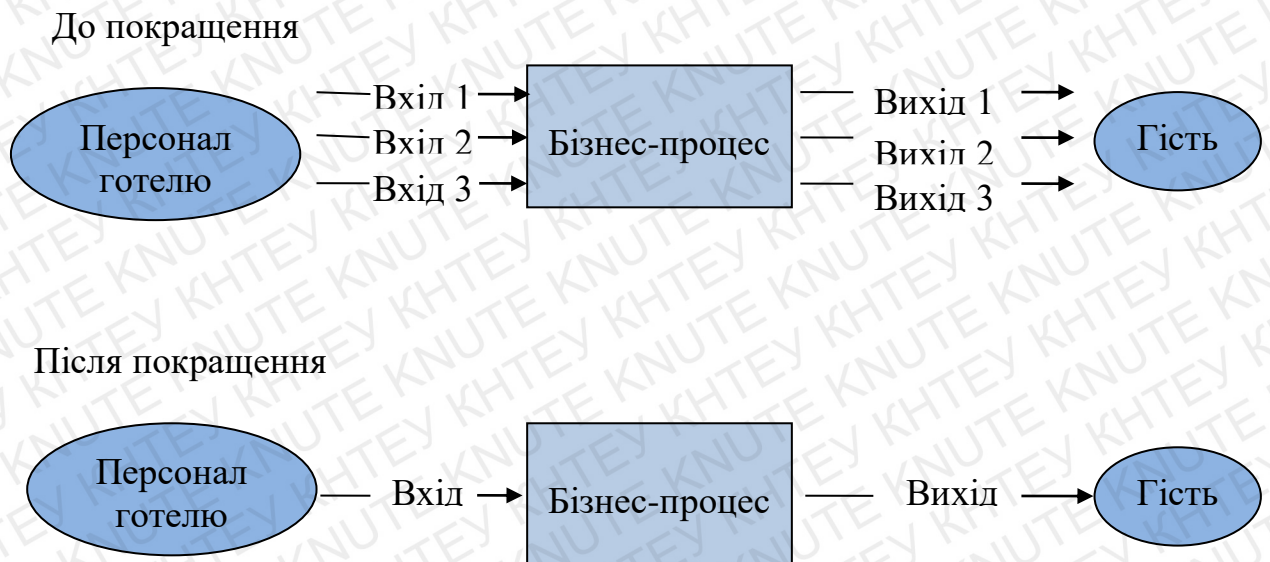 До покращення
Персонал
готелю
Вхід 1
Вхід 2
Вхід 3
Бізнес-процес
Вихід 1
Вихід 2
Вихід 3
Гість
Після покращення
Персонал
готелю
Вхід
Бізнес-процес
Вихід
Гість